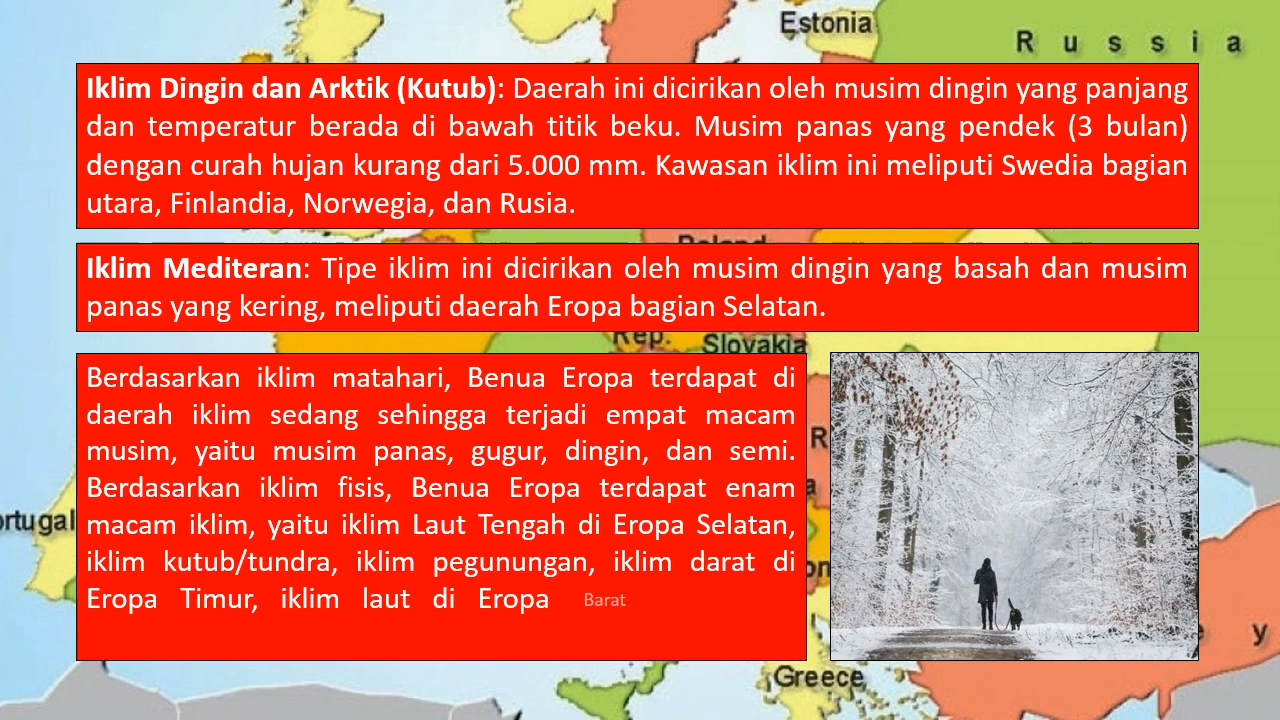 Estonia
Russia
Iklim Dingin dan Arktik (Kutub): Daerah ini dicirikan oleh musim dingin yang panjang
dan temperatur berada di bawah titik beku. Musim panas yang pendek (3 bulan)
dengan curah hujan kurang dari 5.000 mm. Kawasan iklim ini meliputi Swedia bagian
utara, Finlandia, Norwegia, dan Rusia.
Poland
Iklim Mediteran: Tipe iklim ini dicirikan oleh musim dingin yang basah dan musim
panas yang kering, meliputi daerah Eropa bagian Selatan.
Rep. Slovakia
Berdasarkan iklim matahari, Benua Eropa terdapat di
daerah iklim sedang sehingga terjadi empat macam
musim, yaitu musim panas, gugur, dingin, dan semi.
Berdasarkan iklim fisis, Benua Eropa terdapat enam
macam iklim, yaitu iklim Laut Tengah di Eropa Selatan,
iklim kutub/tundra, iklim pegunungan, iklim darat di
Eropa Timur, iklim laut di Eropa Barat
R
a
ortugal
on
e y
Greece